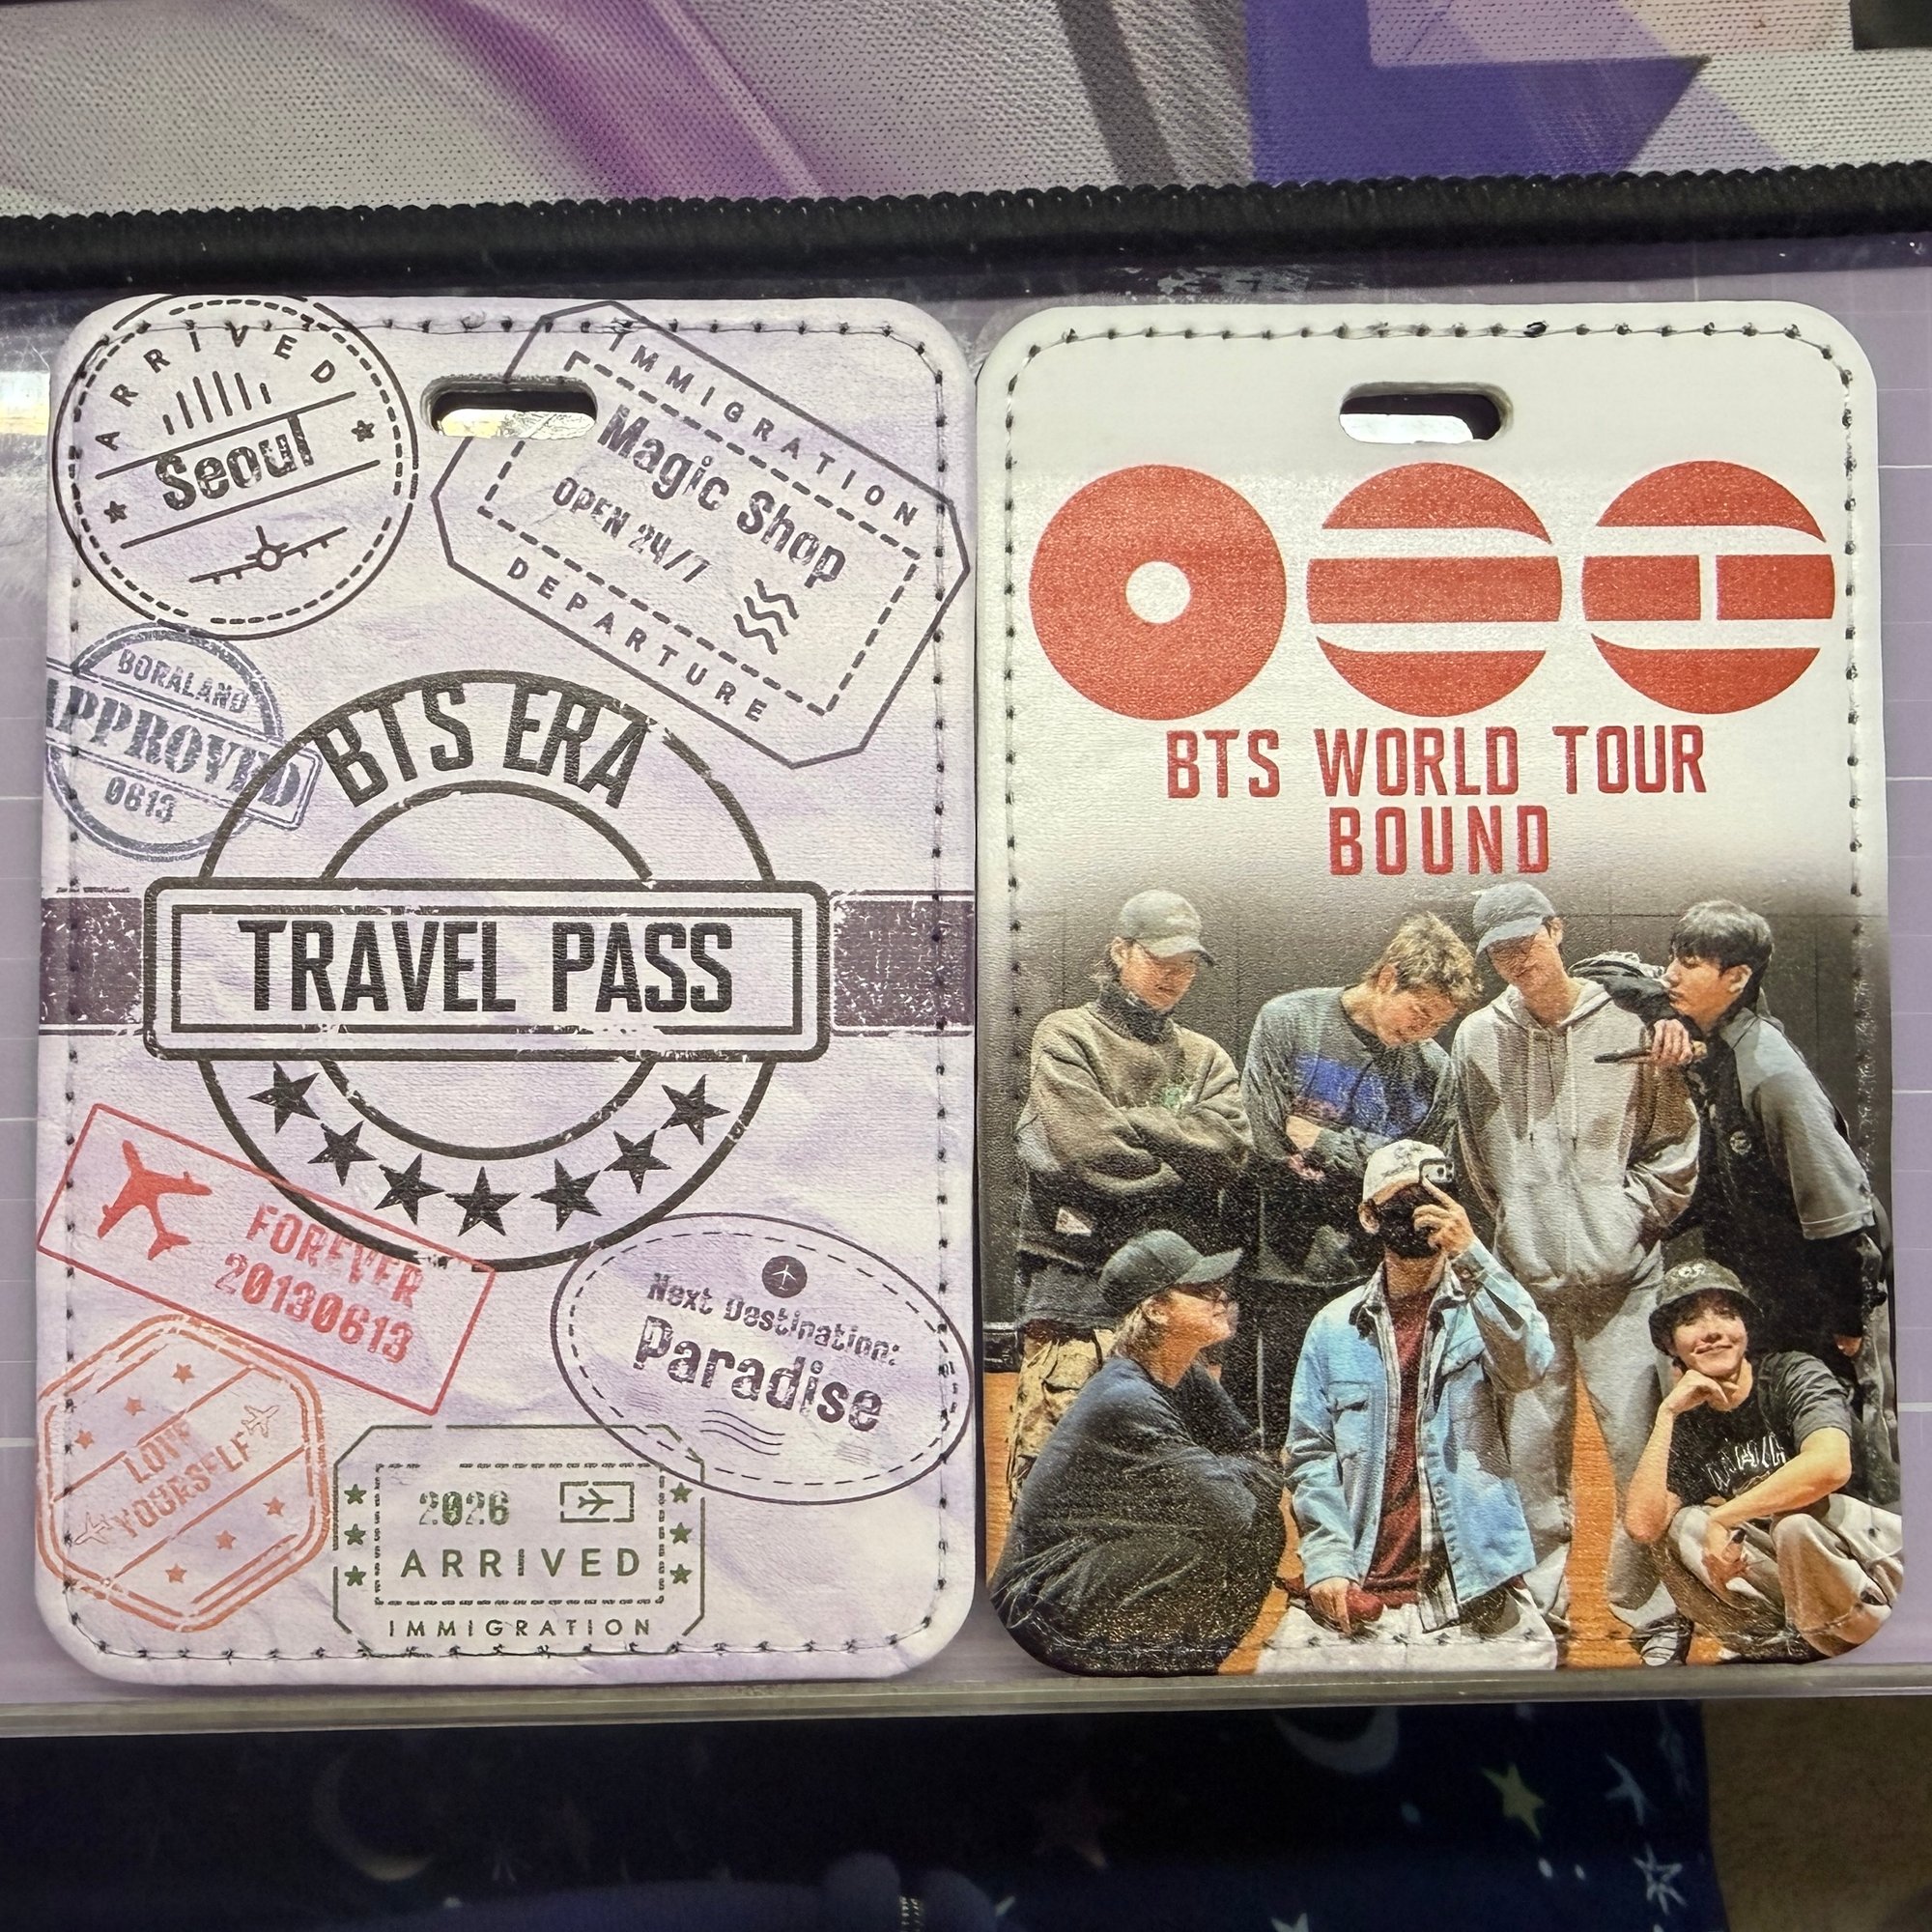 ARRIVED
Seoul
IMMIGRATION
Magic Shop
OPEN 24/7
DEPARTURE
BORALAND
APPROVED
0613
BTS ERA
TRAVEL PASS
FOREVER
20130613
Next Destination:
Paradise
LOVE
YOURSELF
2026
ARRIVED
IMMIGRATION
BTS WORLD TOUR
BOUND